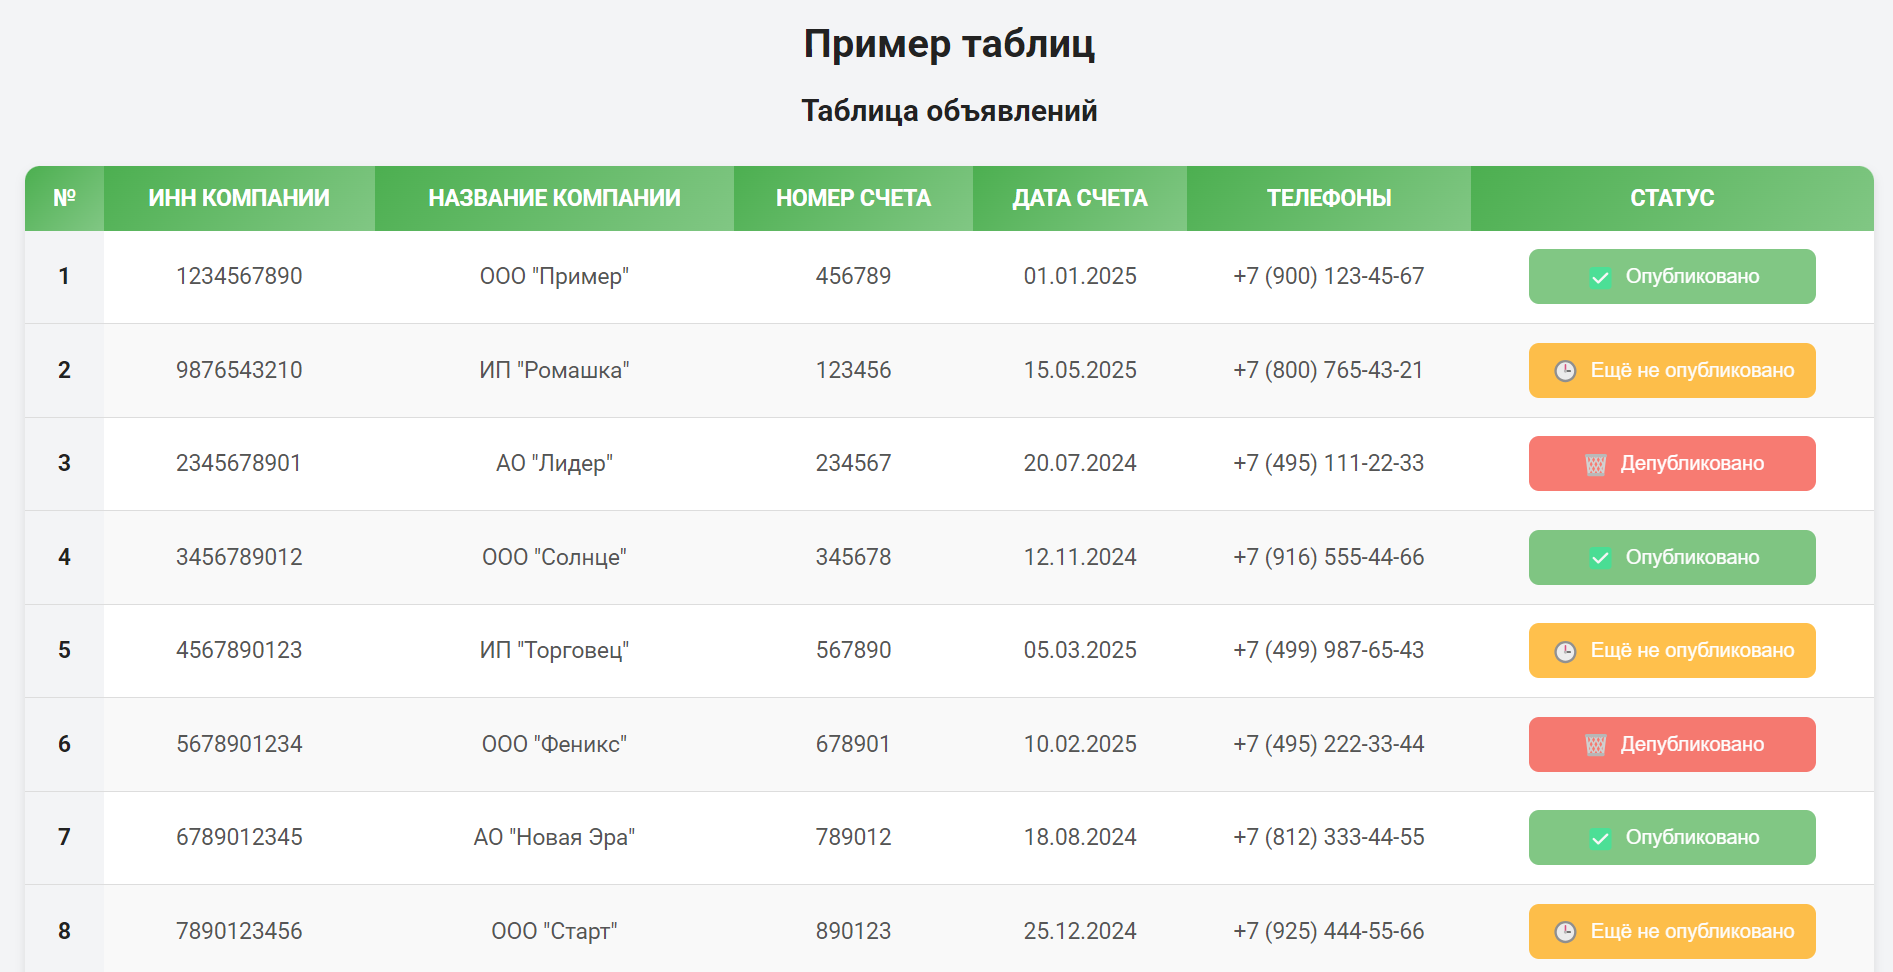 Пример таблиц
Таблица объявлений
№ ИНН КОМПАНИИ НАЗВАНИЕ КОМПАНИИ НОМЕР СЧЕТА ДАТА СЧЕТА ТЕЛЕФОНЫ СТАТУС
1 1234567890 ООО "Пример" 456789 01.01.2025 +7 (900) 123-45-67 Опубликовано
2 9876543210 ИП "Ромашка" 123456 15.05.2025 +7 (800) 765-43-21 Ещё не опубликовано
3 2345678901 АО "Лидер" 234567 20.07.2024 +7 (495) 111-22-33 Депубликовано
4 3456789012 ООО "Солнце" 345678 12.11.2024 +7 (916) 555-44-66 Опубликовано
5 4567890123 ИП "Торговец" 567890 05.03.2025 +7 (499) 987-65-43 Ещё не опубликовано
6 5678901234 ООО "Феникс" 678901 10.02.2025 +7 (495) 222-33-44 Депубликовано
7 6789012345 АО "Новая Эра" 789012 18.08.2024 +7 (812) 333-44-55 Опубликовано
8 7890123456 ООО "Старт" 890123 25.12.2024 +7 (925) 444-55-66 Ещё не опубликовано